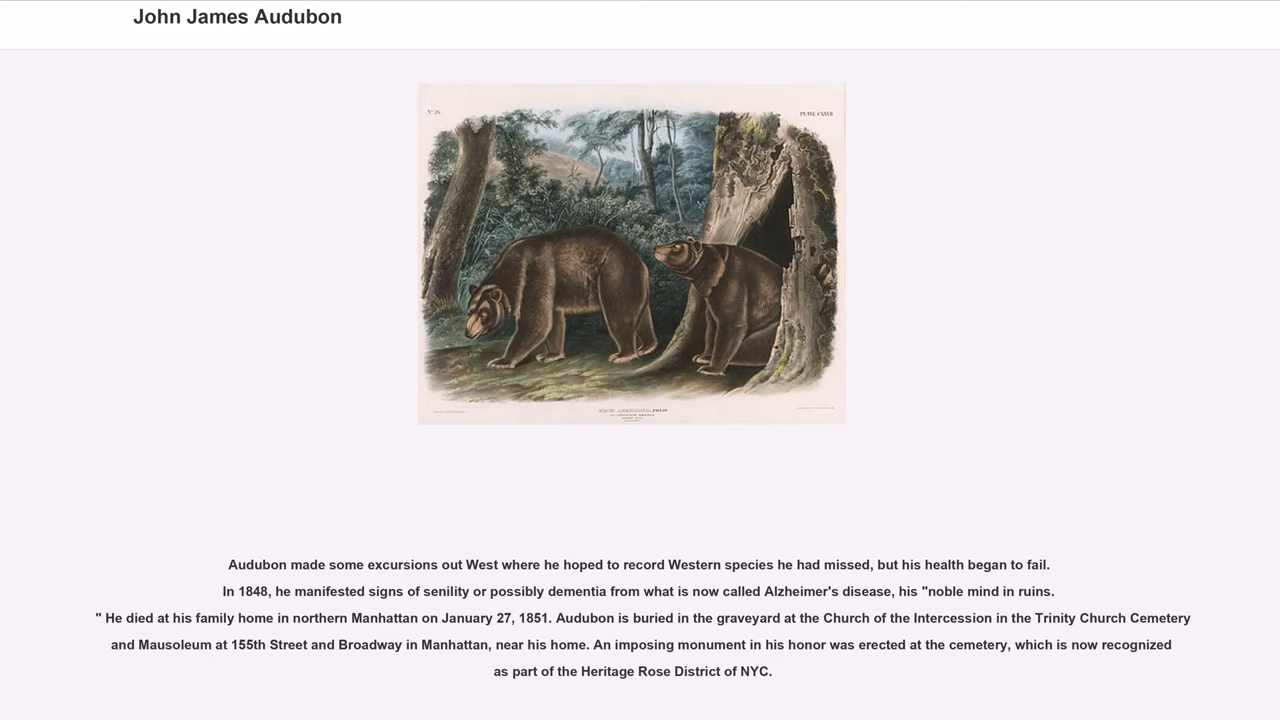 John James Audubon
PLATE CXXVII
Audubon made some excursions out West where he hoped to record Western species he had missed, but his health began to fail.
In 1848, he manifested signs of senility or possibly dementia from what is now called Alzheimer's disease, his "noble mind in ruins.
" He died at his family home in northern Manhattan on January 27, 1851. Audubon is buried in the graveyard at the Church of the Intercession in the Trinity Church Cemetery
and Mausoleum at 155th Street and Broadway in Manhattan, near his home. An imposing monument in his honor was erected at the cemetery, which is now recognized
as part of the Heritage Rose District of NYC.